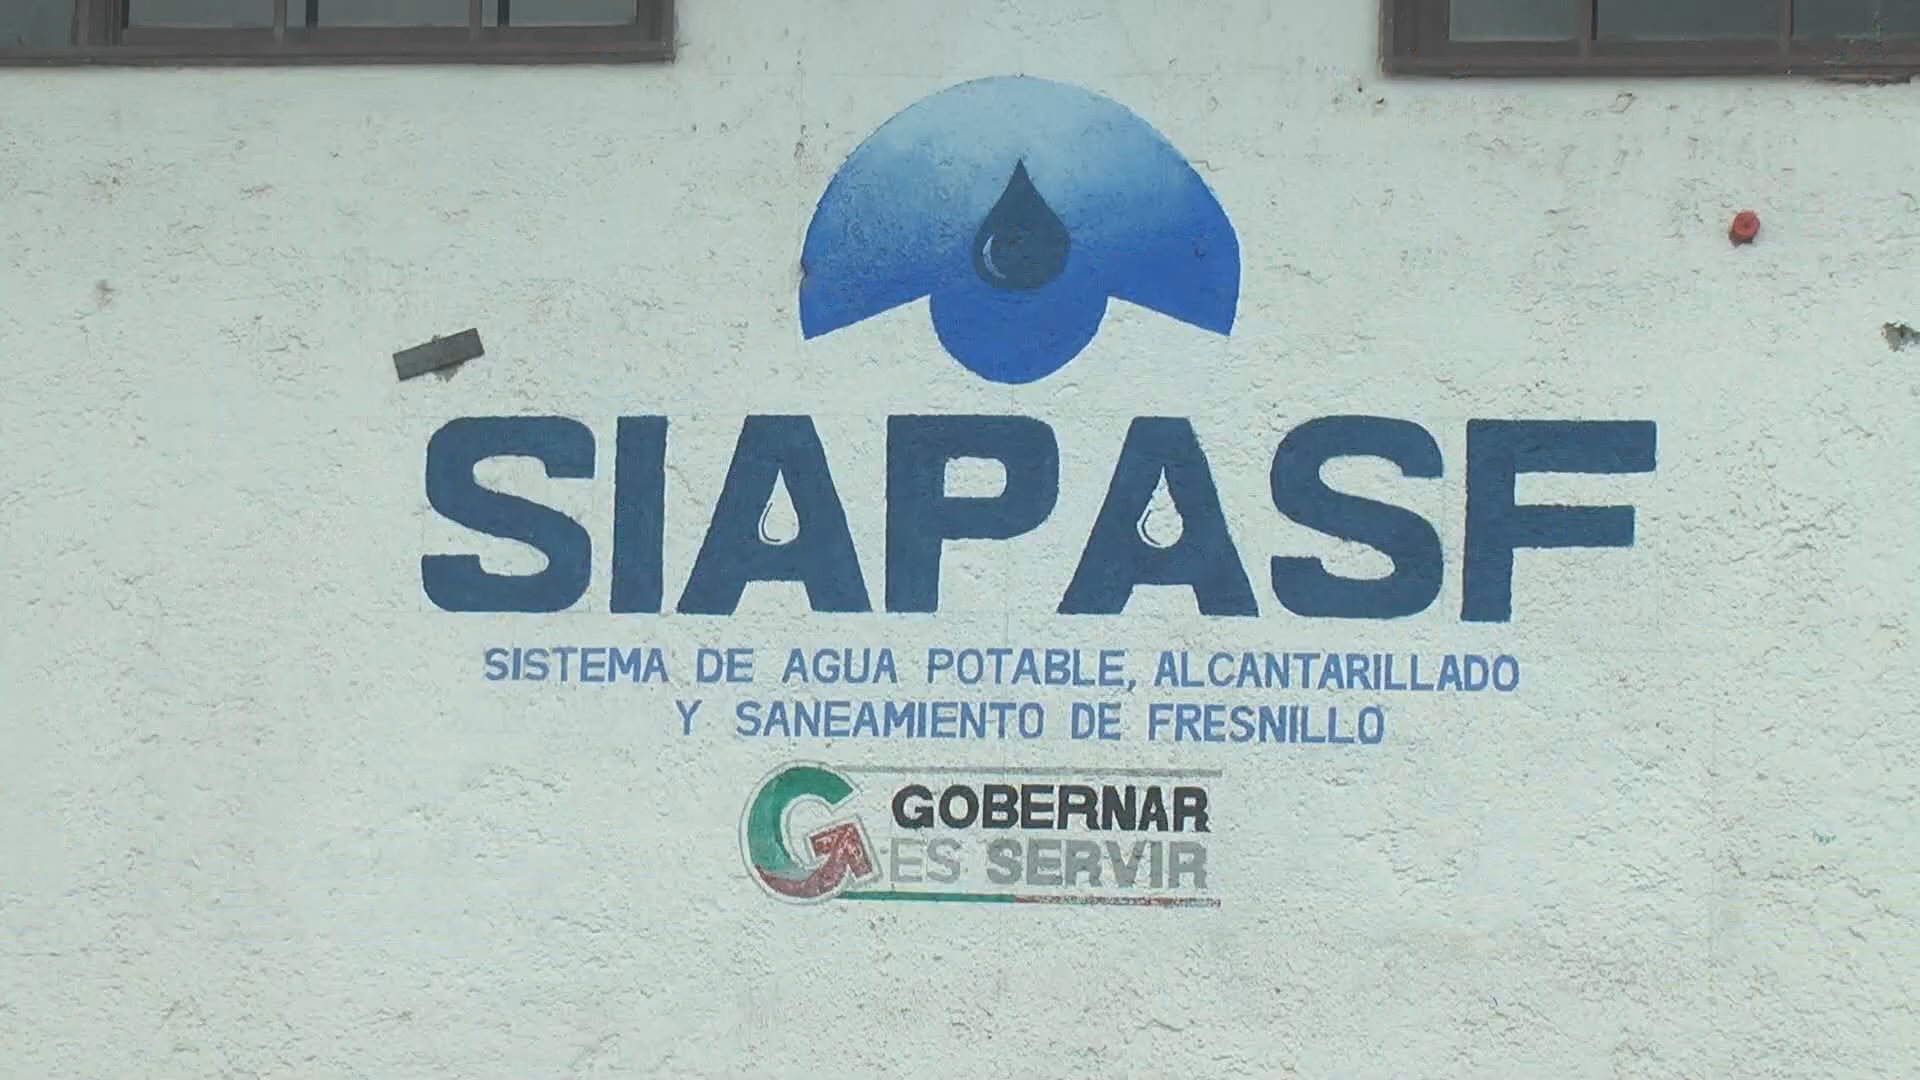 SIAPASF
SISTEMA DE AGUA POTABLE, ALCANTARILLADO
Y SANEAMIENTO DE FRESNILLO
GOBERNAR
ES SERVIR